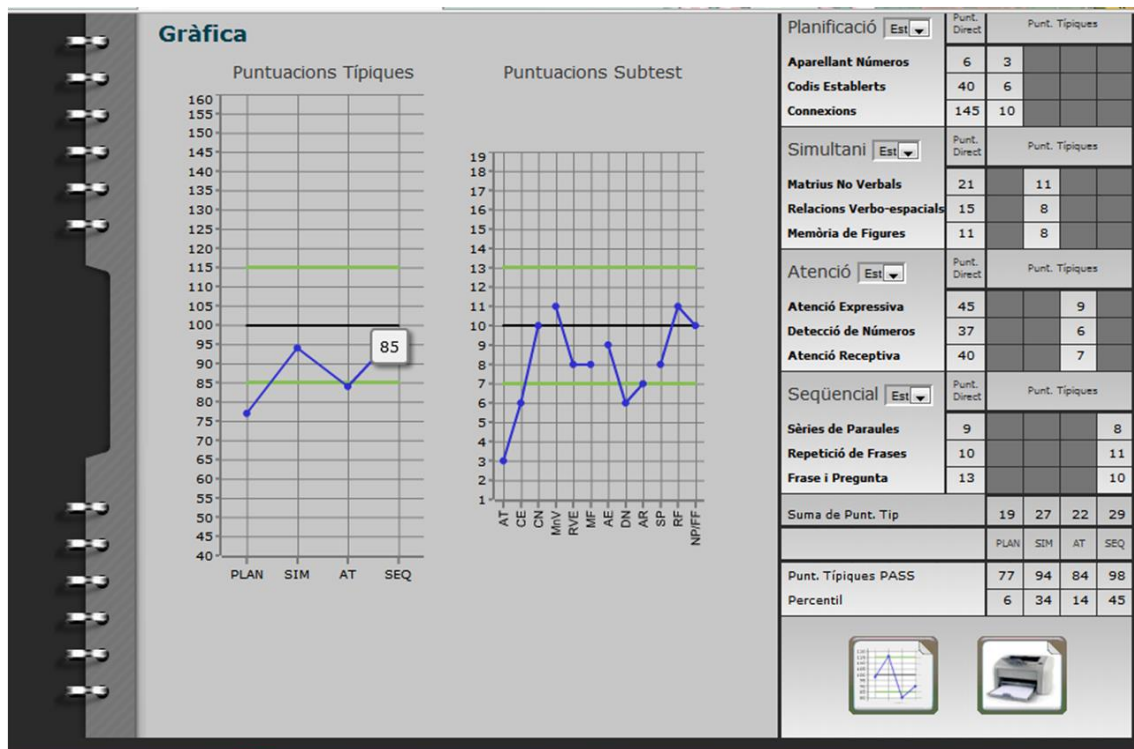 Gràfica
Puntuacions Típiques
160
155
150
145
140
135
130
125
120
115
110
105
100
95
90
85
80
75
70
65
60
55
50
45
40
85
PLAN SIM AT SEQ
Puntuacions Subtest
19
18
17
16
15
14
13
12
11
10
9
8
7
6
5
4
3
2
1
AT CE CN MnV RVE MF AE DN AR SP RF NP/FF
Planificació Est Punt. Direct Punt. Típiques
Aparellant Números 6 3
Codis Establerts 40 6
Connexions 145 10
Simultani Est Punt. Direct Punt. Típiques
Matrius No Verbals 21 11
Relacions Verbo-espacials 15 8
Memòria de Figures 11 8
Atenció Est Punt. Direct Punt. Típiques
Atenció Expressiva 45 9
Detecció de Números 37 6
Atenció Receptiva 40 7
Seqüencial Est Punt. Direct Punt. Típiques
Sèries de Paraules 9 8
Repetició de Frases 10 11
Frase i Pregunta 13 10
Suma de Punt. Tip 19 27 22 29
PLAN SIM AT SEQ
Punt. Típiques PASS 77 94 84 98
Percentil 6 34 14 45